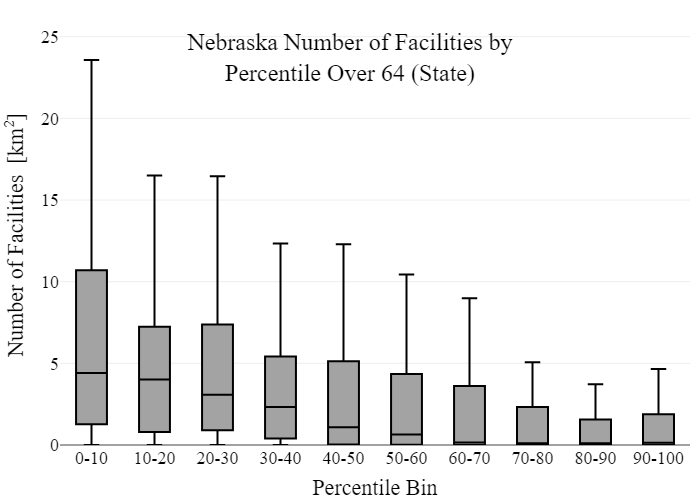 Nebraska Number of Facilities by
Percentile Over 64 (State)
Number of Facilities [km²]
25
20
15
10
5
0
0-10 10-20 20-30 30-40 40-50 50-60 60-70 70-80 80-90 90-100
Percentile Bin